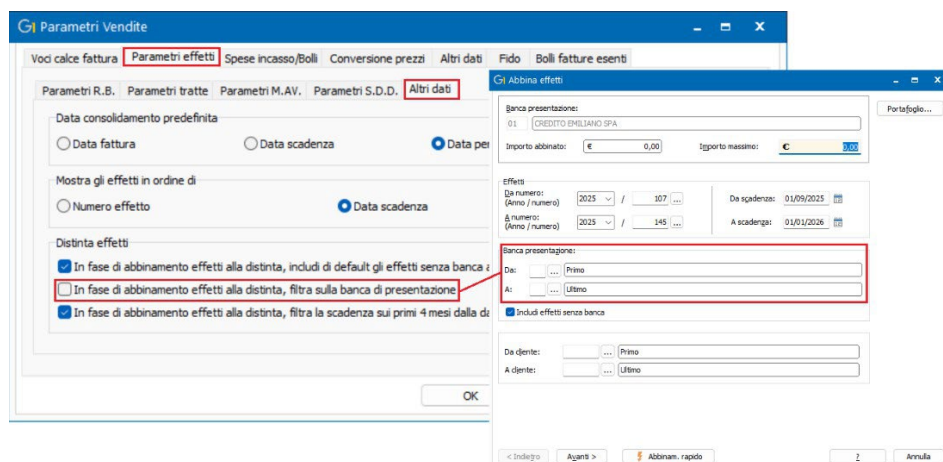 GI Parametri Vendite
Voci calce fattura Parametri effetti Spese incasso/Bolli Conversione prezzi Altri dati Fido Bolli fatture esenti
Parametri R.B. Parametri tratte Parametri M.AV. Parametri S.D.D. Altri dati
Data consolidamento predefinita
Data fattura Data scadenza Data per
Mostra gli effetti in ordine di
Numero effetto Data scadenza
Distinta effetti
In fase di abbinamento effetti alla distinta, includi di default gli effetti senza banca a
In fase di abbinamento effetti alla distinta, filtra sulla banca di presentazione
In fase di abbinamento effetti alla distinta, filtra la scadenza sui primi 4 mesi dalla da
OK
GI Abbina effetti
Banca presentazione:
01 CREDITO EMILIANO SPA
Portafoglio...
Importo abbinato: € 0,00 Importo massimo: € 0,00
Effetti
Da numero:
(Anno / numero) 2025 / 107 ... Da scadenza: 01/09/2025
A numero:
(Anno / numero) 2025 / 145 ... A scadenza: 01/01/2026
Banca presentazione:
Da: ... Primo
A: ... Ultimo
Includi effetti senza banca
Da cliente: ... Primo
A cliente: ... Ultimo
< Indietro Avanti > Abbinam. rapido ? Annulla